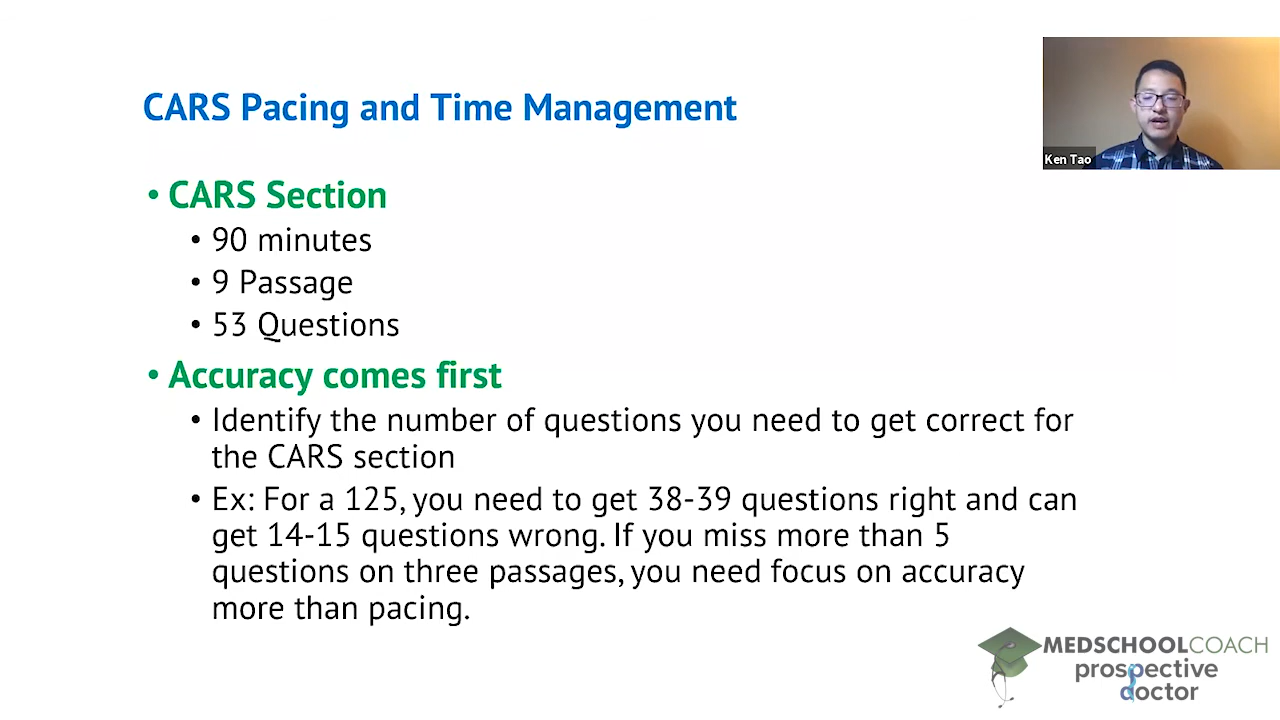 CARS Pacing and Time Management
Ken Tao
• CARS Section
• 90 minutes
• 9 Passage
• 53 Questions
• Accuracy comes first
• Identify the number of questions you need to get correct for
the CARS section
• Ex: For a 125, you need to get 38-39 questions right and can
get 14-15 questions wrong. If you miss more than 5
questions on three passages, you need focus on accuracy
more than pacing.
MEDSCHOOLCOACH
prospective
doctor